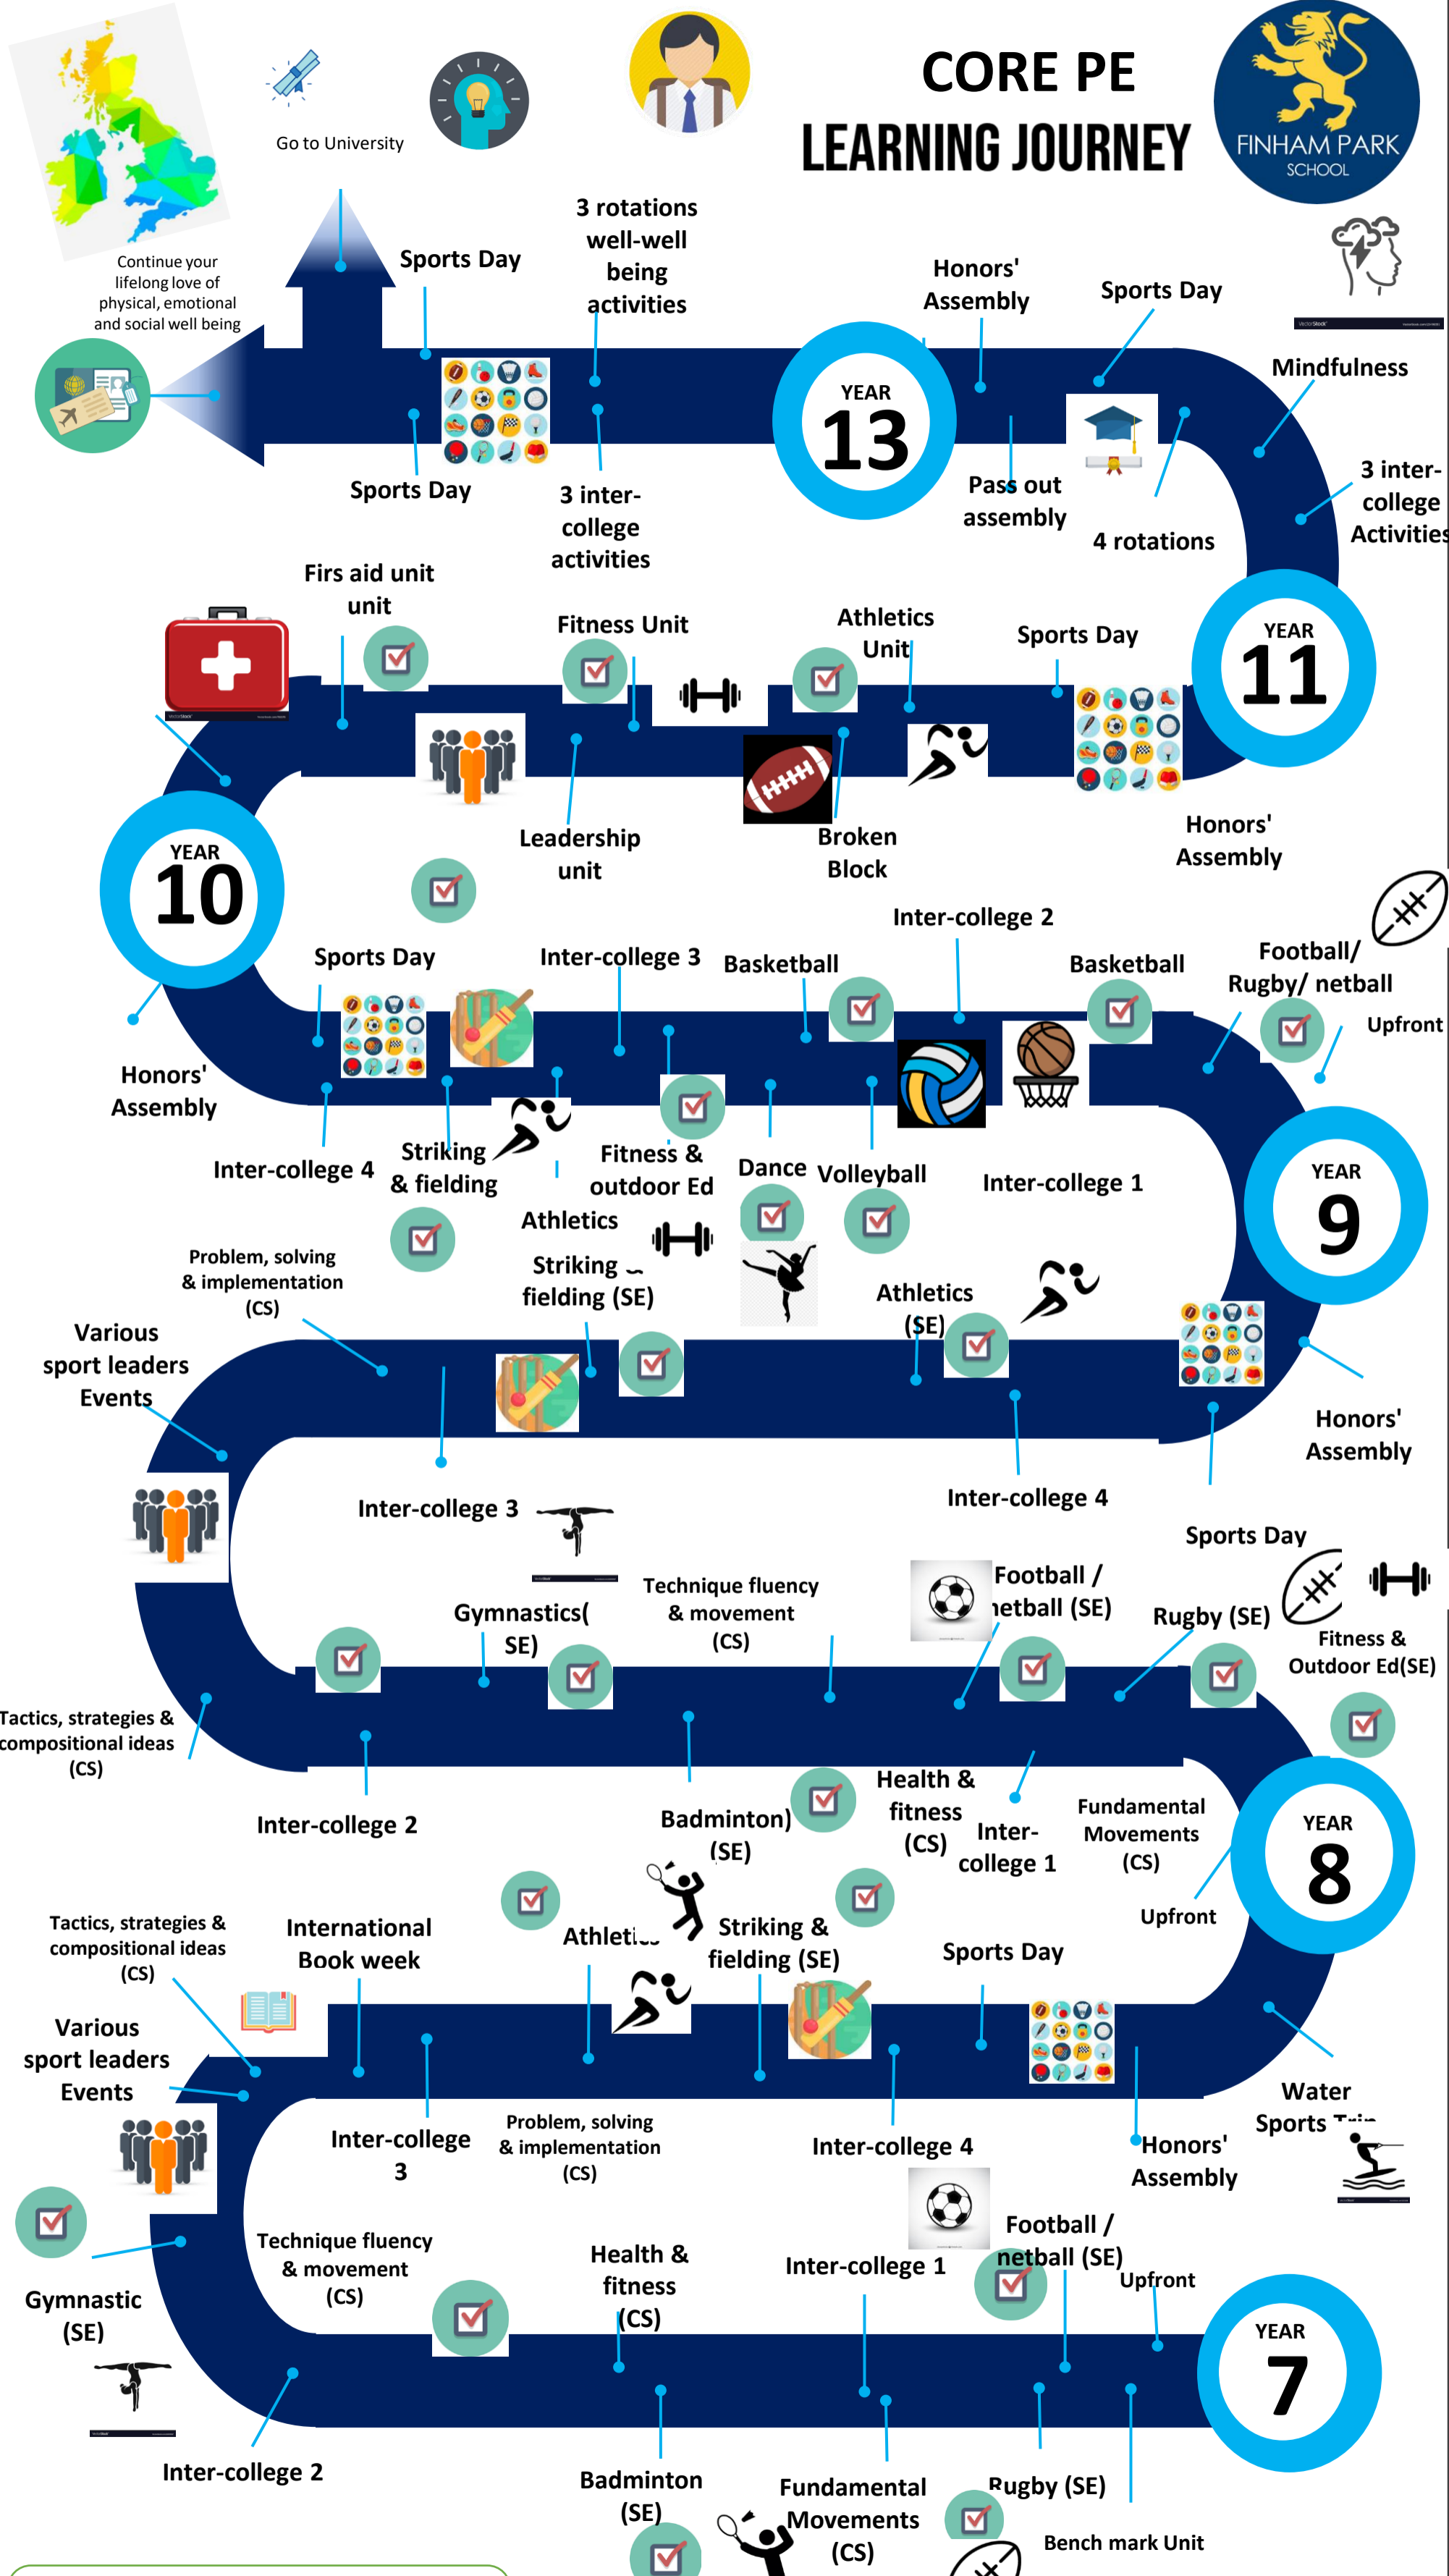 CORE PE
LEARNING JOURNEY
FINHAM PARK
SCHOOL
Go to University
Continue your
lifelong love of
physical, emotional
and social well being
Sports Day
3 rotations
well-well
being
activities
Honors'
Assembly
Sports Day
Mindfulness
YEAR
13
3 inter-
college
Activities
Sports Day
3 inter-
college
activities
Pass out
assembly
4 rotations
Firs aid unit
unit
Fitness Unit
Athletics
Unit
Sports Day
YEAR
11
Leadership
unit
Broken
Block
Honors'
Assembly
YEAR
10
Sports Day
Inter-college 3
Basketball
Inter-college 2
Basketball
Football/
Rugby/ netball
Upfront
Honors'
Assembly
Inter-college 4
Striking
& fielding
Athletics
Fitness &
outdoor Ed
Dance
Volleyball
Inter-college 1
YEAR
9
Problem, solving
& implementation
(CS)
Various
sport leaders
Events
Striking
fielding (SE)
Athletics
(SE)
Honors'
Assembly
Inter-college 3
Inter-college 4
Sports Day
Gymnastics(
SE)
Technique fluency
& movement
(CS)
Football /
netball (SE)
Rugby (SE)
Fitness &
Outdoor Ed(SE)
Tactics, strategies &
compositional ideas
(CS)
Inter-college 2
Badminton)
(SE)
Health &
fitness
(CS)
Inter-
college 1
Fundamental
Movements
(CS)
Upfront
YEAR
8
Tactics, strategies &
compositional ideas
(CS)
International
Book week
Athletics
Striking &
fielding (SE)
Sports Day
Various
sport leaders
Events
Water
Sports Trip
Inter-college
3
Problem, solving
& implementation
(CS)
Inter-college 4
Honors'
Assembly
Gymnastic
(SE)
Technique fluency
& movement
(CS)
Health &
fitness
(CS)
Inter-college 1
Football /
netball (SE)
Upfront
YEAR
7
Inter-college 2
Badminton
(SE)
Fundamental
Movements
(CS)
Rugby (SE)
Bench mark Unit